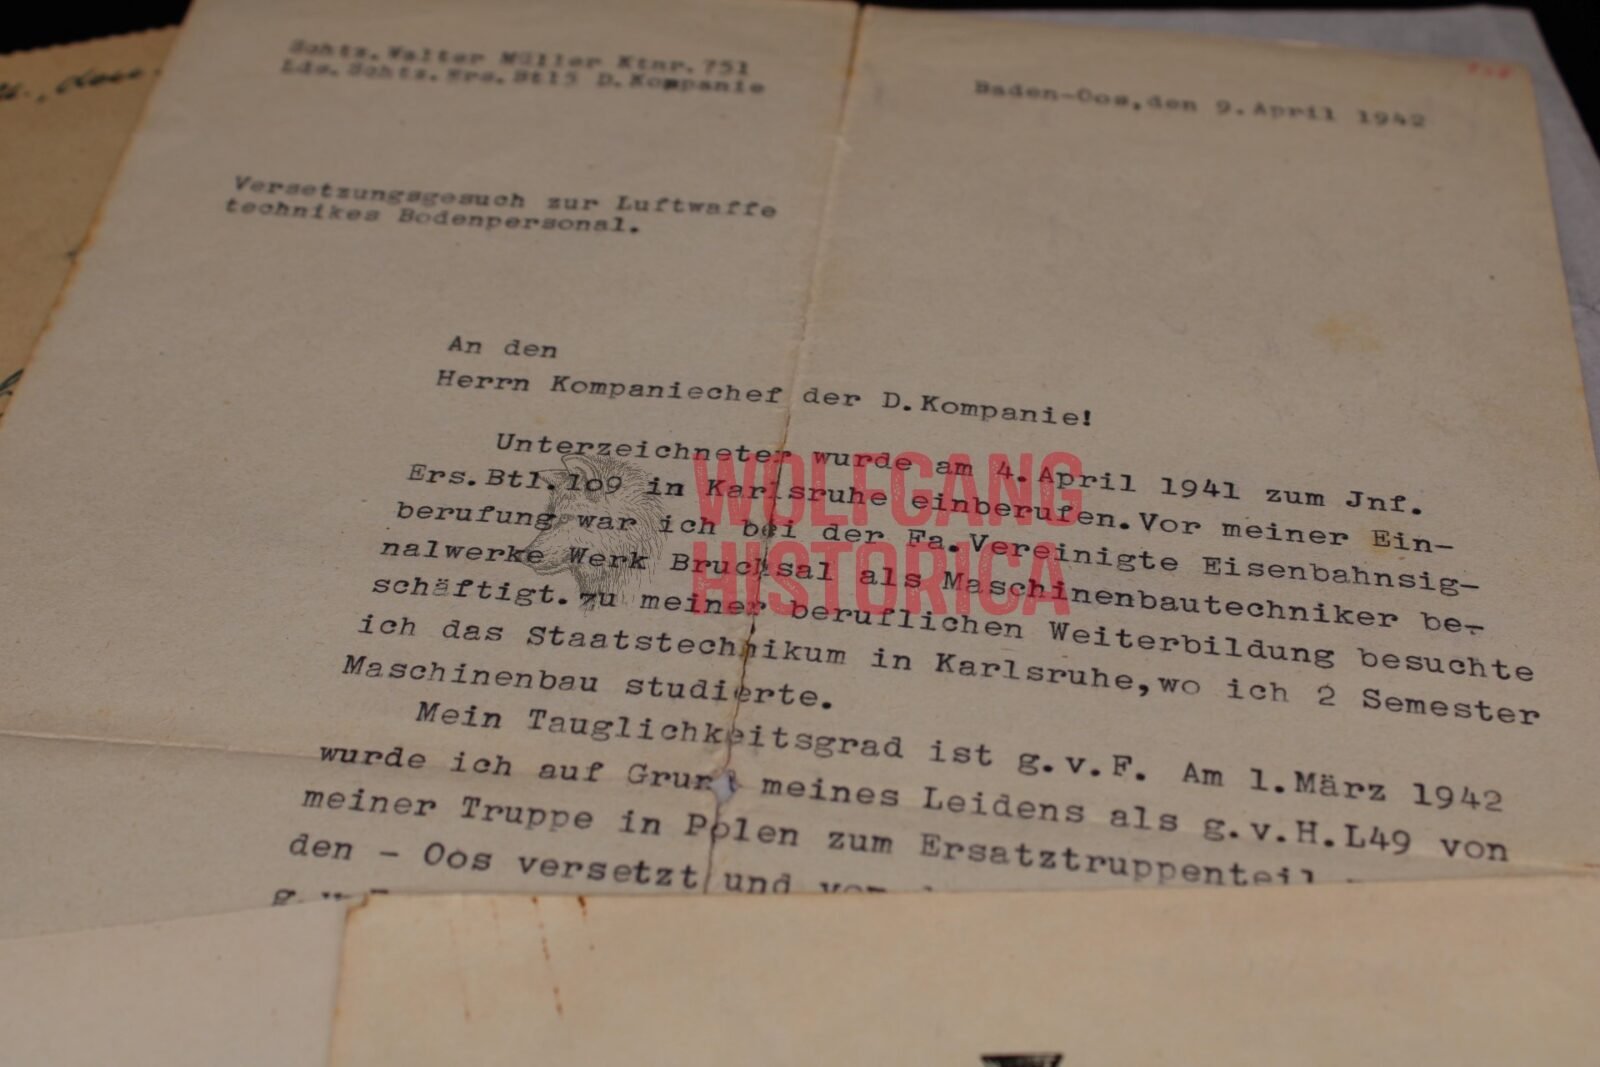 Schtz. Walter Müller Ktnr. 751
Lds. Schtz. Ers. Bt15 D. Kompanie
Baden-Oos, den 9. April 1942
Versetzungsgesuch zur Luftwaffe
technikes Bodenpersonal.
An den
Herrn Kompaniechef der D. Kompanie!
Unterzeichneter wurde am 4. April 1941 zum Jnf.
Ers. Btl. 1o9 in Karlsruhe einberufen. Vor meiner Ein-
berufung war ich bei der Fa. Vereinigte Eisenbahnsig-
nalwerke Werk Bruchsal als Maschinenbautechniker be-
schäftigt. zu meiner beruflichen Weiterbildung besuchte
ich das Staatstechnikum in Karlsruhe, wo ich 2 Semester
Maschinenbau studierte.
Mein Tauglichkeitsgrad ist g.v.F. Am 1. März 1942
wurde ich auf Grund meines Leidens als g.v.H. L49 von
meiner Truppe in Polen zum Ersatztruppenteil
den - Oos versetzt und von
WOLFGANG
HISTORICA